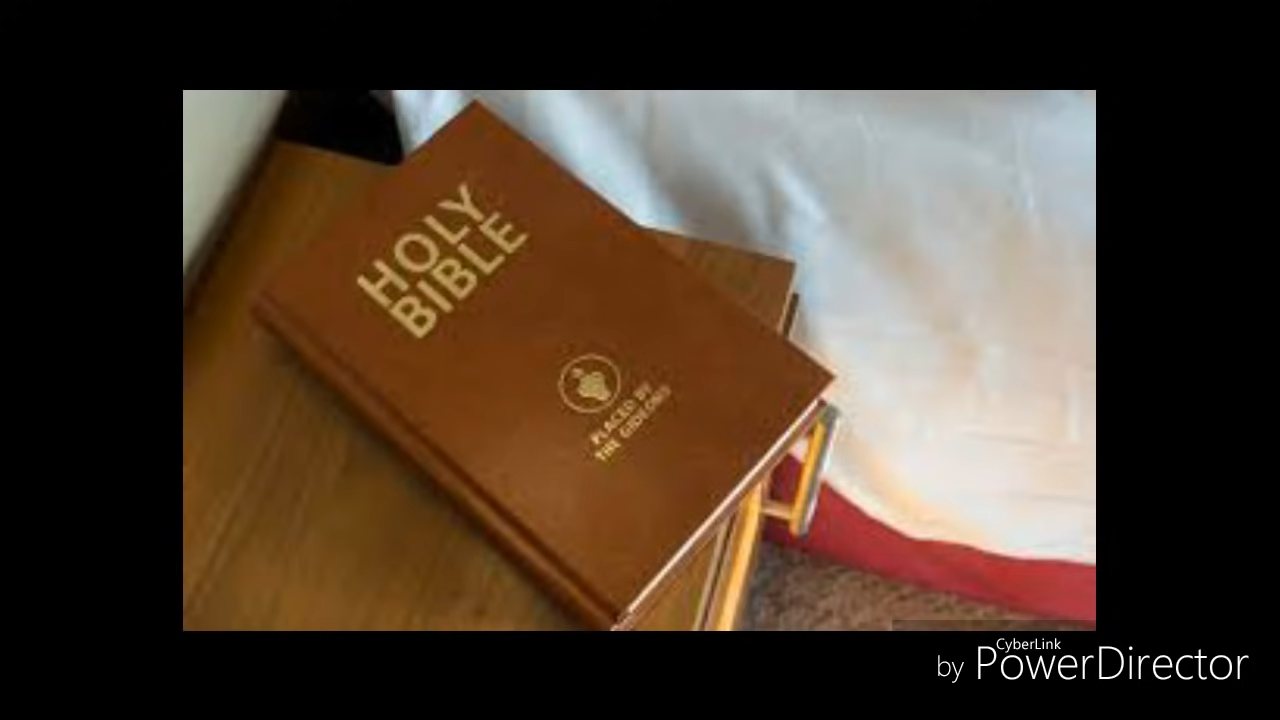 HOLY
BIBLE
PLACED BY
THE GIDEONS
CyberLink
by PowerDirector